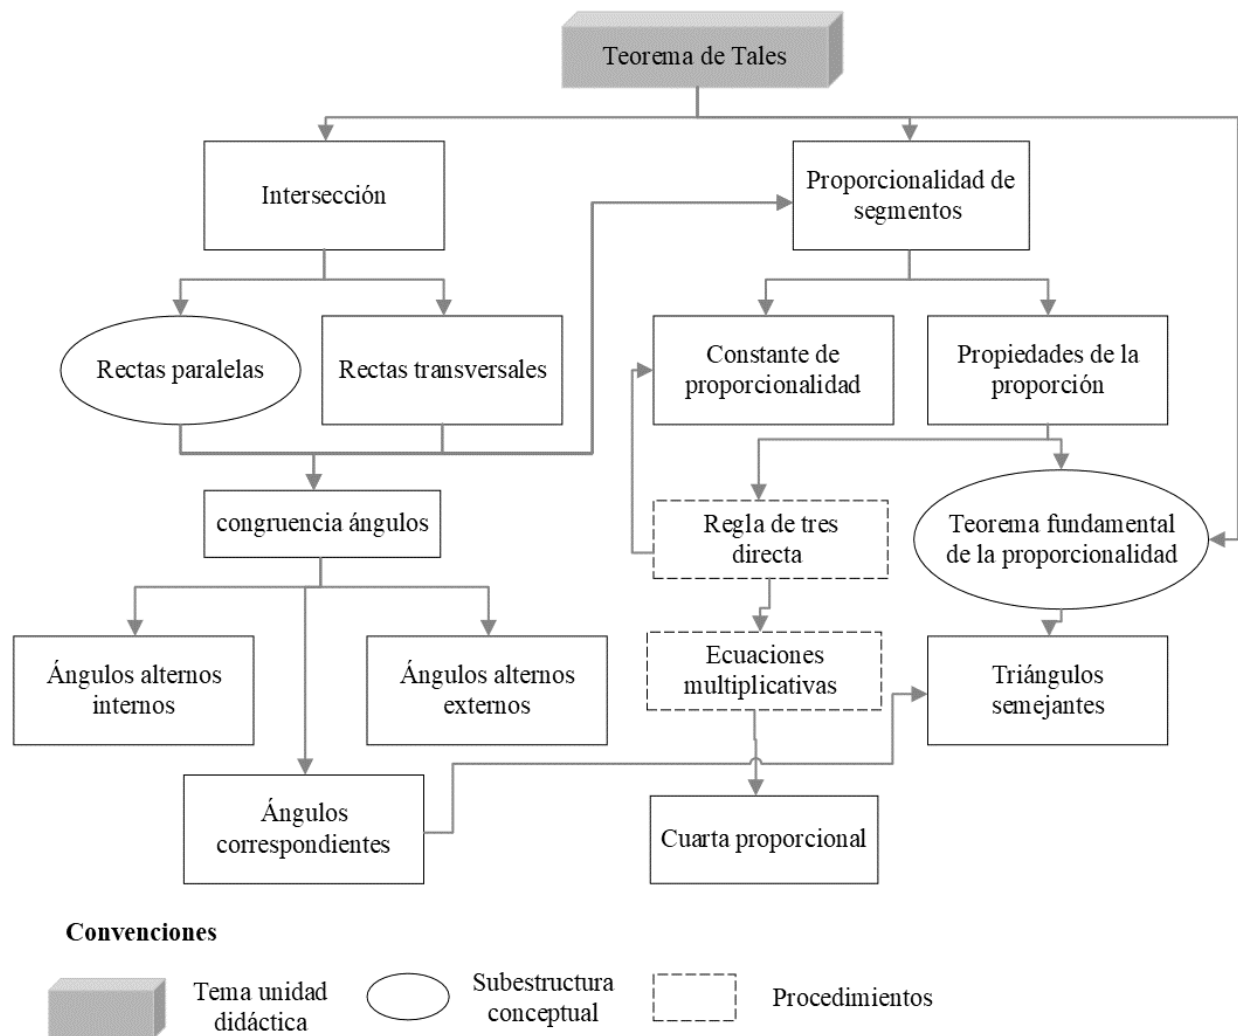 Teorema de Tales
Intersección
Proporcionalidad de
segmentos
Rectas paralelas
Rectas transversales
Constante de
proporcionalidad
Propiedades de la
proporción
congruencia ángulos
Regla de tres
directa
Teorema fundamental
de la proporcionalidad
Ángulos alternos
internos
Ángulos alternos
externos
Ecuaciones
multiplicativas
Triángulos
semejantes
Ángulos
correspondientes
Cuarta proporcional
Convenciones
Tema unidad
didáctica
Subestructura
conceptual
Procedimientos